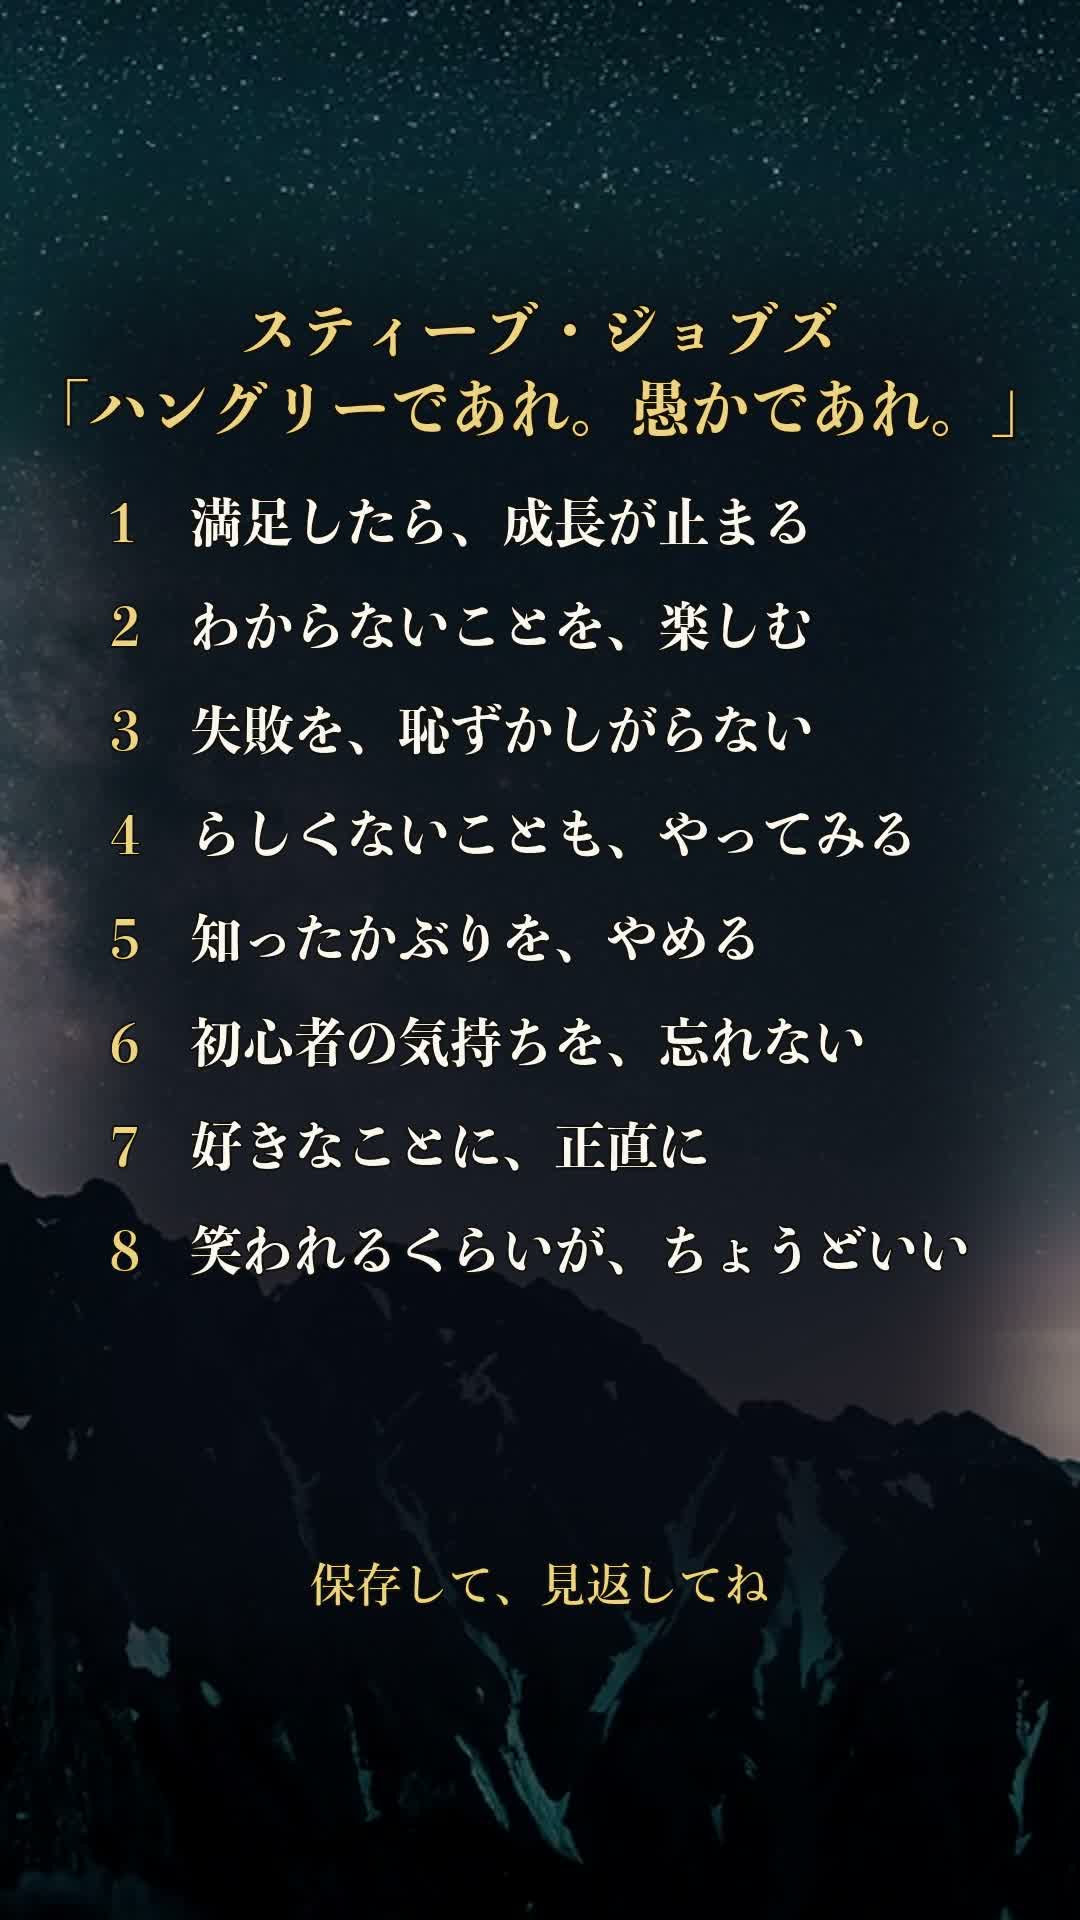 スティーブ・ジョブズ
「ハングリーであれ。愚かであれ。」
1 満足したら、成長が止まる
2 わからないことを、楽しむ
3 失敗を、恥ずかしがらない
4 らしくないことも、やってみる
5 知ったかぶりを、やめる
6 初心者の気持ちを、忘れない
7 好きなことに、正直に
8 笑われるくらいが、ちょうどいい
保存して、見返してね